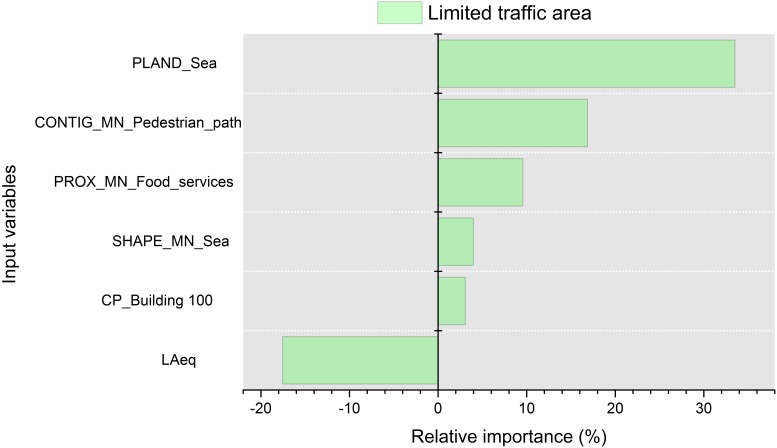 Limited traffic area
PLAND_Sea
CONTIG_MN_Pedestrian_path
PROX_MN_Food_services
SHAPE_MN_Sea
CP_Building 100
LAeq
Input variables
-20 -10 0 10 20 30
Relative importance (%)